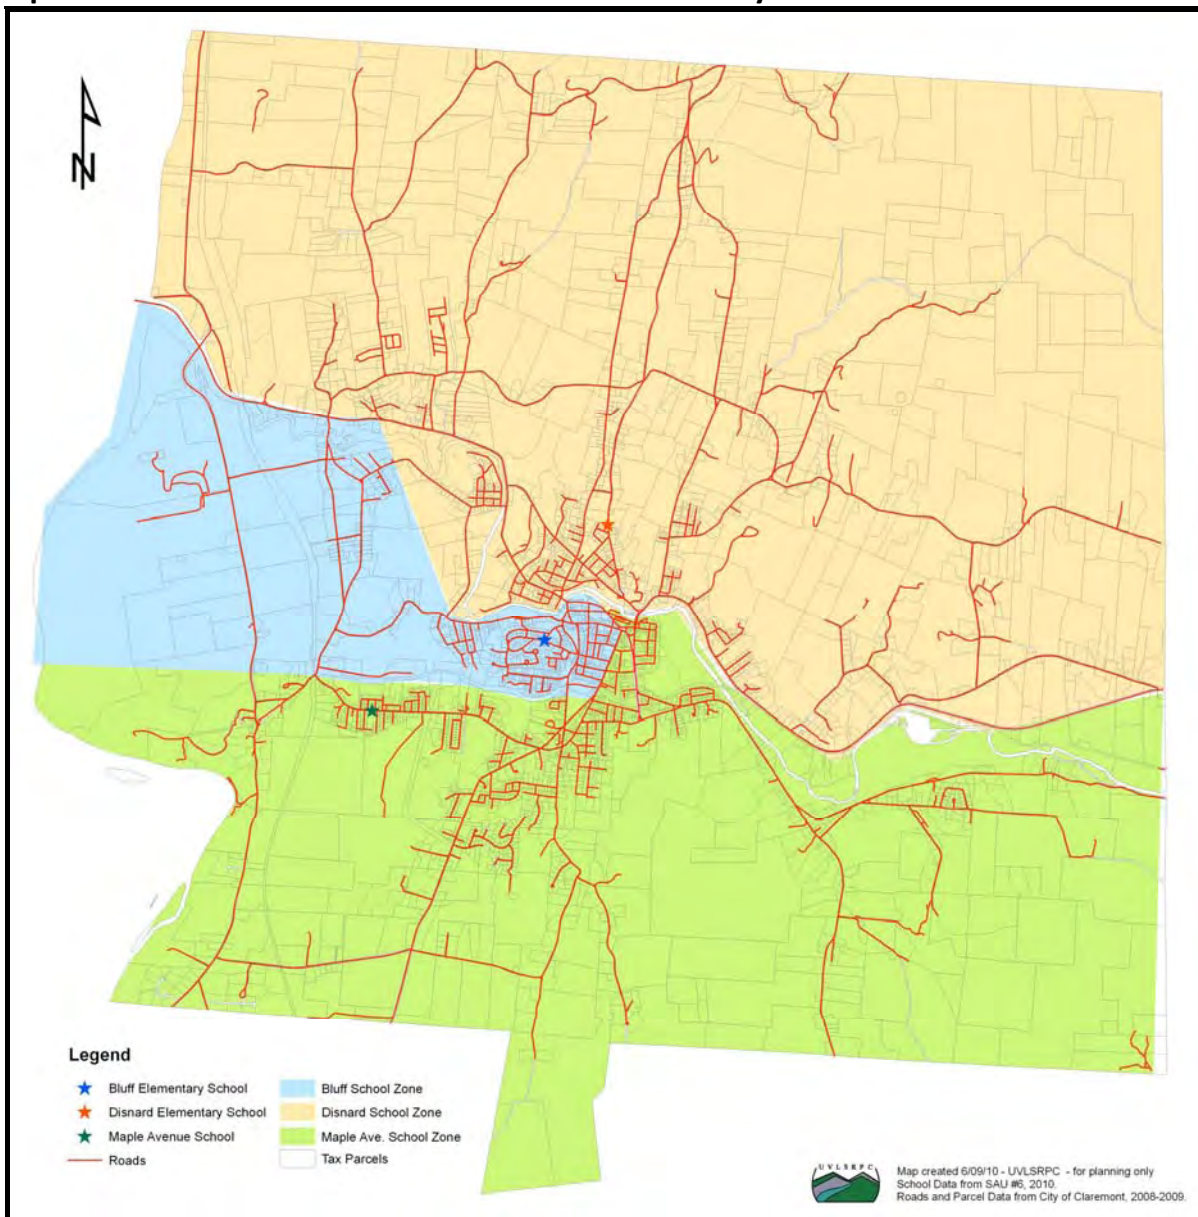 N
Legend
Bluff Elementary School
Disnard Elementary School
Maple Avenue School
Roads
Bluff School Zone
Disnard School Zone
Maple Ave. School Zone
Tax Parcels
UVLSRPC
Map created 6/09/10 - UVLSRPC - for planning only
School Data from SAU #6, 2010.
Roads and Parcel Data from City of Claremont, 2008-2009.